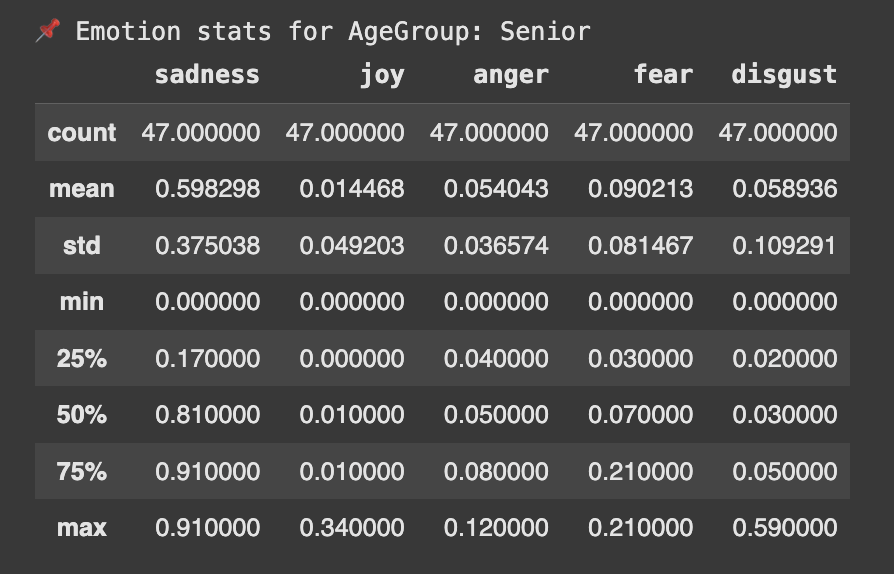 📌 Emotion stats for AgeGroup: Senior
sadness joy anger fear disgust
count 47.000000 47.000000 47.000000 47.000000 47.000000
mean 0.598298 0.014468 0.054043 0.090213 0.058936
std 0.375038 0.049203 0.036574 0.081467 0.109291
min 0.000000 0.000000 0.000000 0.000000 0.000000
25% 0.170000 0.000000 0.040000 0.030000 0.020000
50% 0.810000 0.010000 0.050000 0.070000 0.030000
75% 0.910000 0.010000 0.080000 0.210000 0.050000
max 0.910000 0.340000 0.120000 0.210000 0.590000